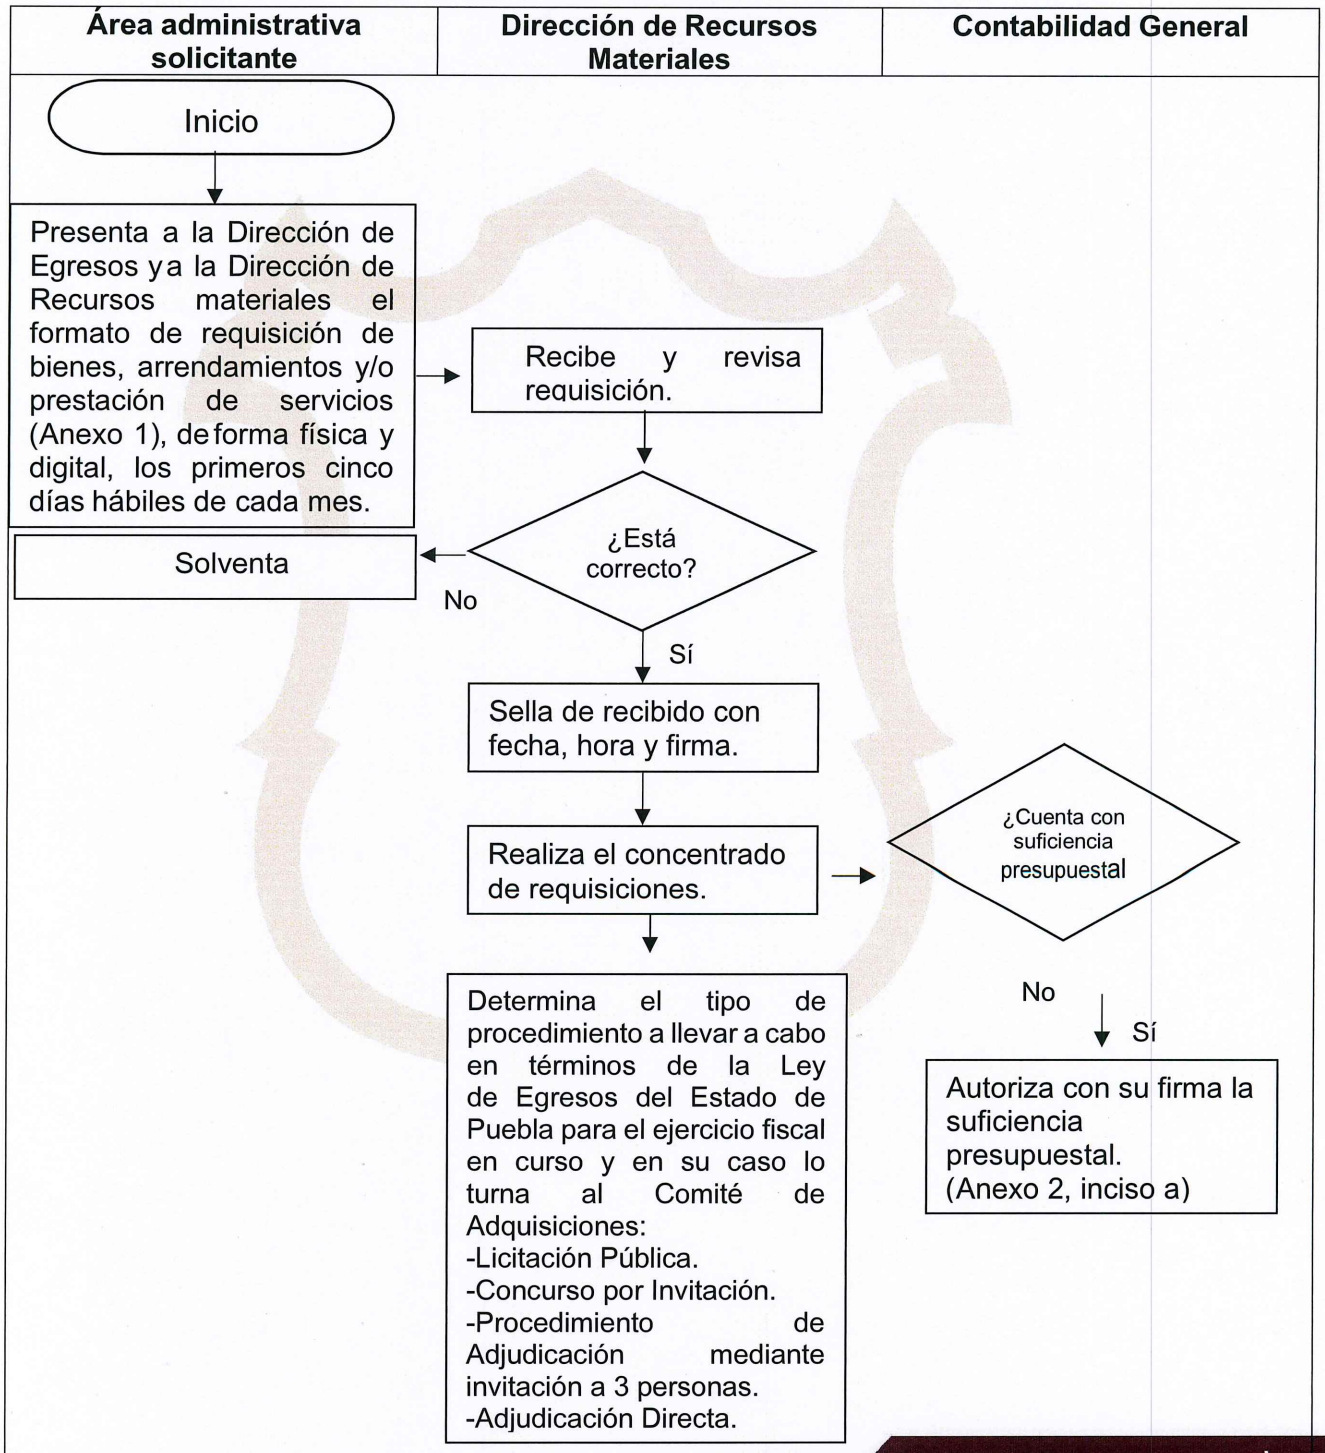 Área administrativa
solicitante
Dirección de Recursos
Materiales
Contabilidad General
Inicio
Presenta a la Dirección de
Egresos y a la Dirección de
Recursos materiales el
formato de requisición de
bienes, arrendamientos y/o
prestación de servicios
(Anexo 1), de forma física y
digital, los primeros cinco
días hábiles de cada mes.
Recibe y revisa
requisición.
¿Está
correcto?
Solventa
No
Sí
Sella de recibido con
fecha, hora y firma.
Realiza el concentrado
de requisiciones.
¿Cuenta con
suficiencia
presupuestal
No
Sí
Autoriza con su firma la
suficiencia
presupuestal.
(Anexo 2, inciso a)
Determina el tipo de
procedimiento a llevar a cabo
en términos de la Ley
de Egresos del Estado de
Puebla para el ejercicio fiscal
en curso y en su caso lo
turna al Comité de
Adquisiciones:
-Licitación Pública.
-Concurso por Invitación.
-Procedimiento de
Adjudicación mediante
invitación a 3 personas.
-Adjudicación Directa.